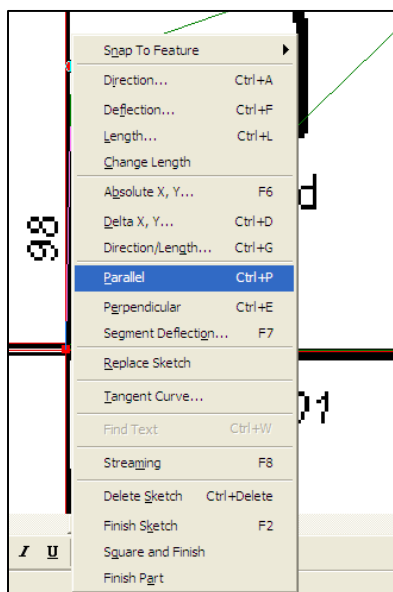 Snap To Feature
Direction... Ctrl+A
Deflection... Ctrl+F
Length... Ctrl+L
Change Length
Absolute X, Y... F6
Delta X, Y... Ctrl+D
Direction/Length... Ctrl+G
98
d
Parallel Ctrl+P
Perpendicular Ctrl+E
Segment Deflection... F7
Replace Sketch
Tangent Curve...
Find Text Ctrl+W
Streaming F8
Delete Sketch Ctrl+Delete
Finish Sketch F2
I U Square and Finish
Finish Part